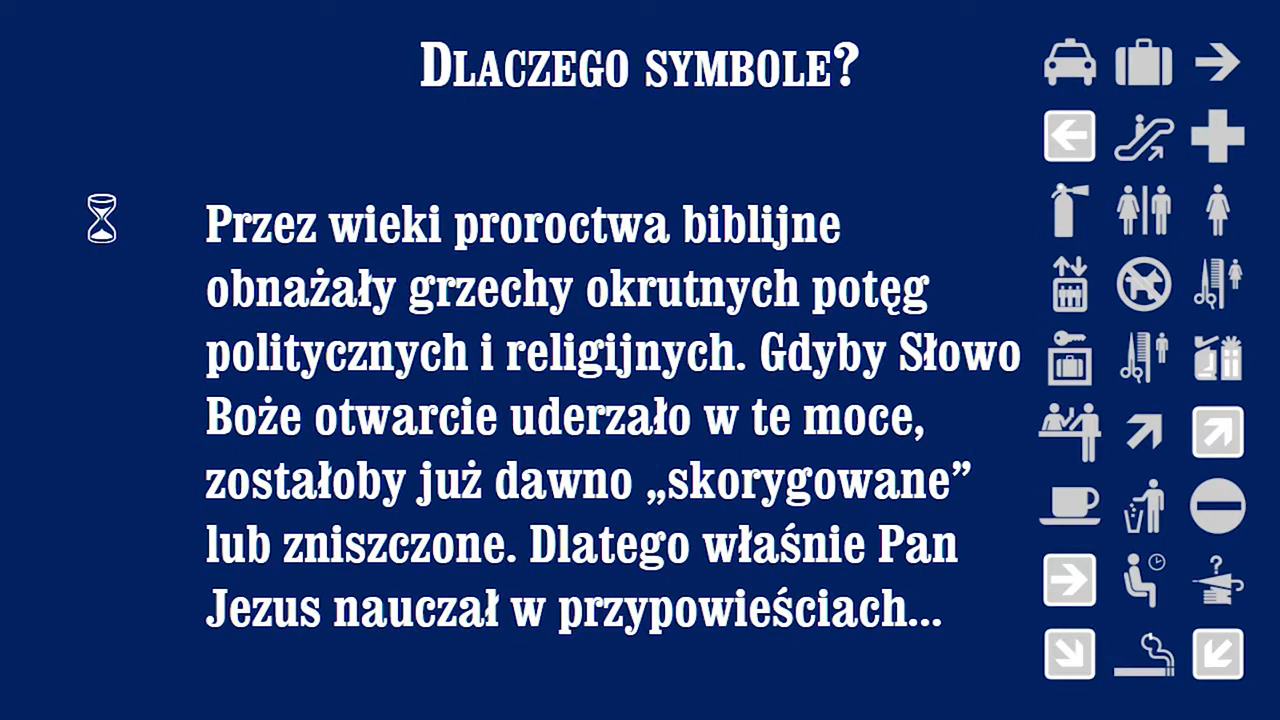 Dlaczego symbole?
Przez wieki proroctwa biblijne
obnażały grzechy okrutnych potęg
politycznych i religijnych. Gdyby Słowo
Boże otwarcie uderzało w te moce,
zostałoby już dawno „skorygowane”
lub zniszczone. Dlatego właśnie Pan
Jezus nauczał w przypowieściach...